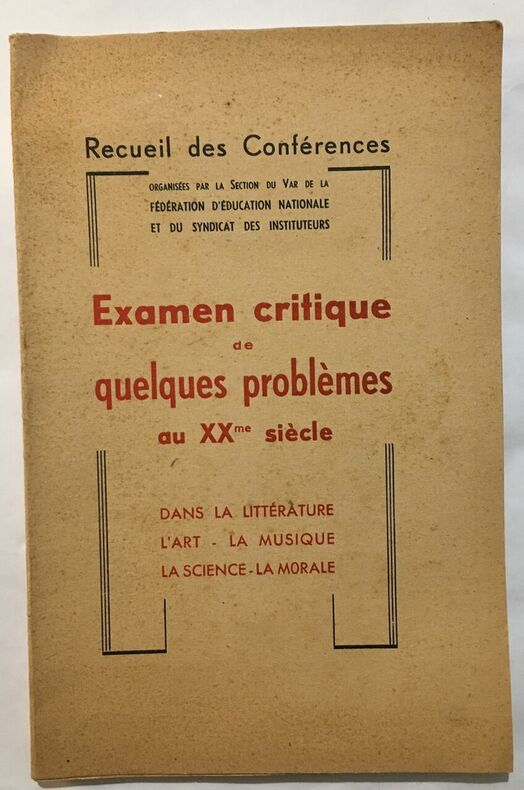 Recueil des Conférences
ORGANISÉES PAR LA SECTION DU VAR DE LA
FÉDÉRATION D'ÉDUCATION NATIONALE
ET DU SYNDICAT DES INSTITUTEURS
Examen critique
de
quelques problèmes
au XXme siècle
DANS LA LITTÉRATURE
L'ART - LA MUSIQUE
LA SCIENCE - LA MORALE